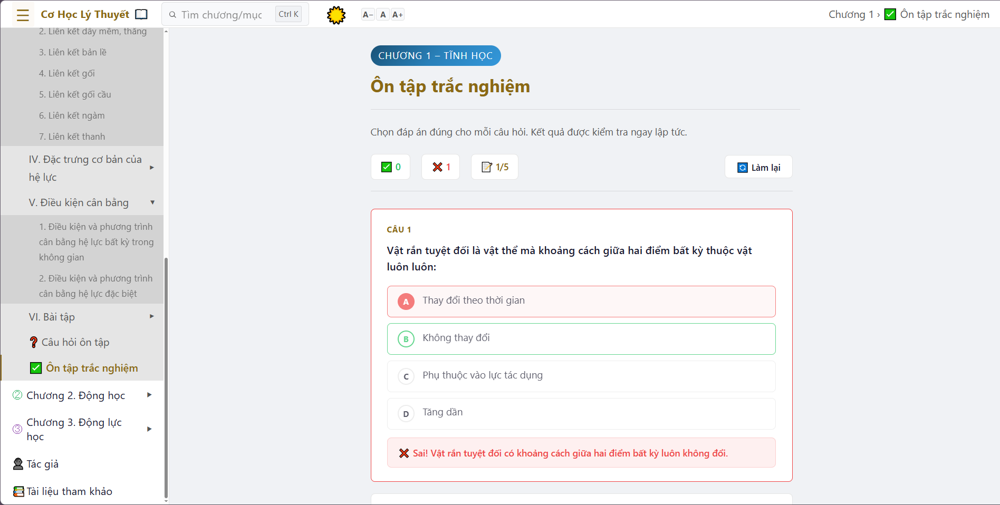 Cơ Học Lý Thuyết
Tìm chương/mục
Ctrl K
A−
A
A+
Chương 1 › Ôn tập trắc nghiệm
2. Liên kết dây mềm, thẳng
3. Liên kết bản lề
4. Liên kết gối
5. Liên kết gối cầu
6. Liên kết ngàm
7. Liên kết thanh
IV. Đặc trưng cơ bản của
hệ lực
V. Điều kiện cân bằng
1. Điều kiện và phương trình
cân bằng hệ lực bất kỳ trong
không gian
2. Điều kiện và phương trình
cân bằng hệ lực đặc biệt
VI. Bài tập
Câu hỏi ôn tập
Ôn tập trắc nghiệm
② Chương 2. Động học
③ Chương 3. Động lực
học
Tác giả
Tài liệu tham khảo
CHƯƠNG 1 – TĨNH HỌC
Ôn tập trắc nghiệm
Chọn đáp án đúng cho mỗi câu hỏi. Kết quả được kiểm tra ngay lập tức.
0
1
1/5
Làm lại
CÂU 1
Vật rắn tuyệt đối là vật thể mà khoảng cách giữa hai điểm bất kỳ thuộc vật
luôn luôn:
A Thay đổi theo thời gian
B Không thay đổi
C Phụ thuộc vào lực tác dụng
D Tăng dần
Sai! Vật rắn tuyệt đối có khoảng cách giữa hai điểm bất kỳ luôn không đổi.